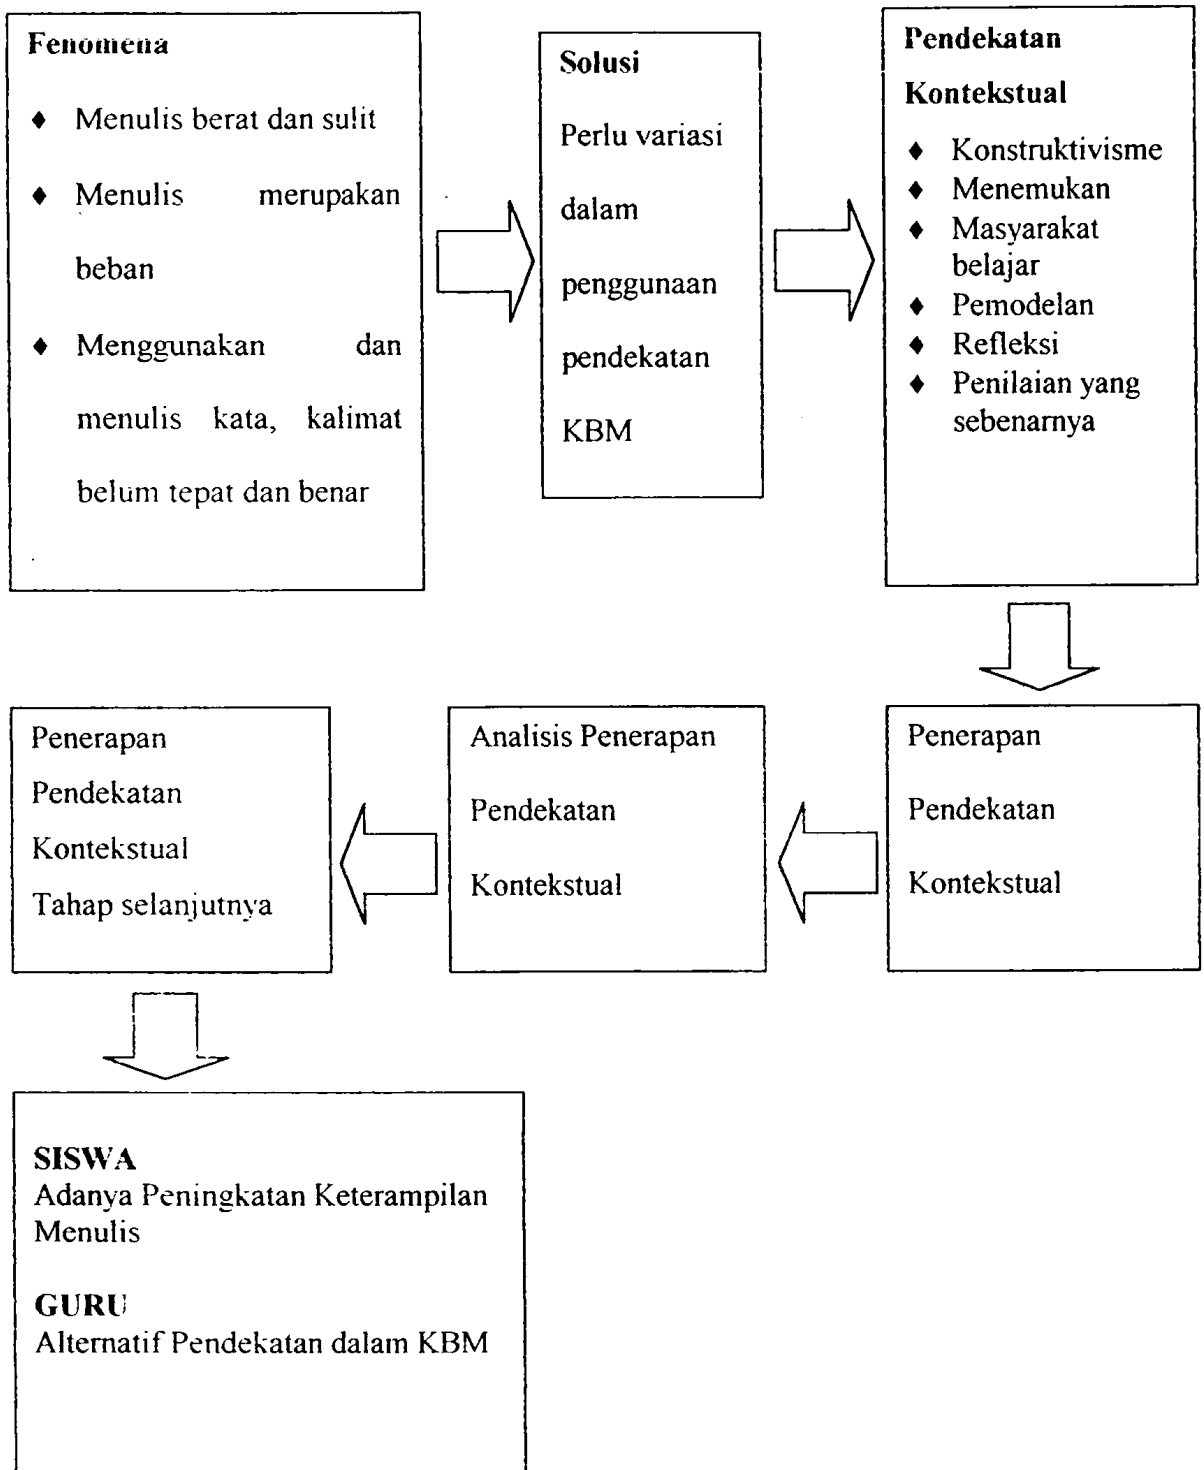 Fenomena
♦ Menulis berat dan sulit
♦ Menulis merupakan
beban
♦ Menggunakan dan
menulis kata, kalimat
belum tepat dan benar
Solusi
Perlu variasi
dalam
penggunaan
pendekatan
KBM
Pendekatan
Kontekstual
♦ Konstruktivisme
♦ Menemukan
♦ Masyarakat
belajar
♦ Pemodelan
♦ Refleksi
♦ Penilaian yang
sebenarnya
Penerapan
Pendekatan
Kontekstual
Analisis Penerapan
Pendekatan
Kontekstual
Penerapan
Pendekatan
Kontekstual
Tahap selanjutnya
SISWA
Adanya Peningkatan Keterampilan
Menulis
GURU
Alternatif Pendekatan dalam KBM